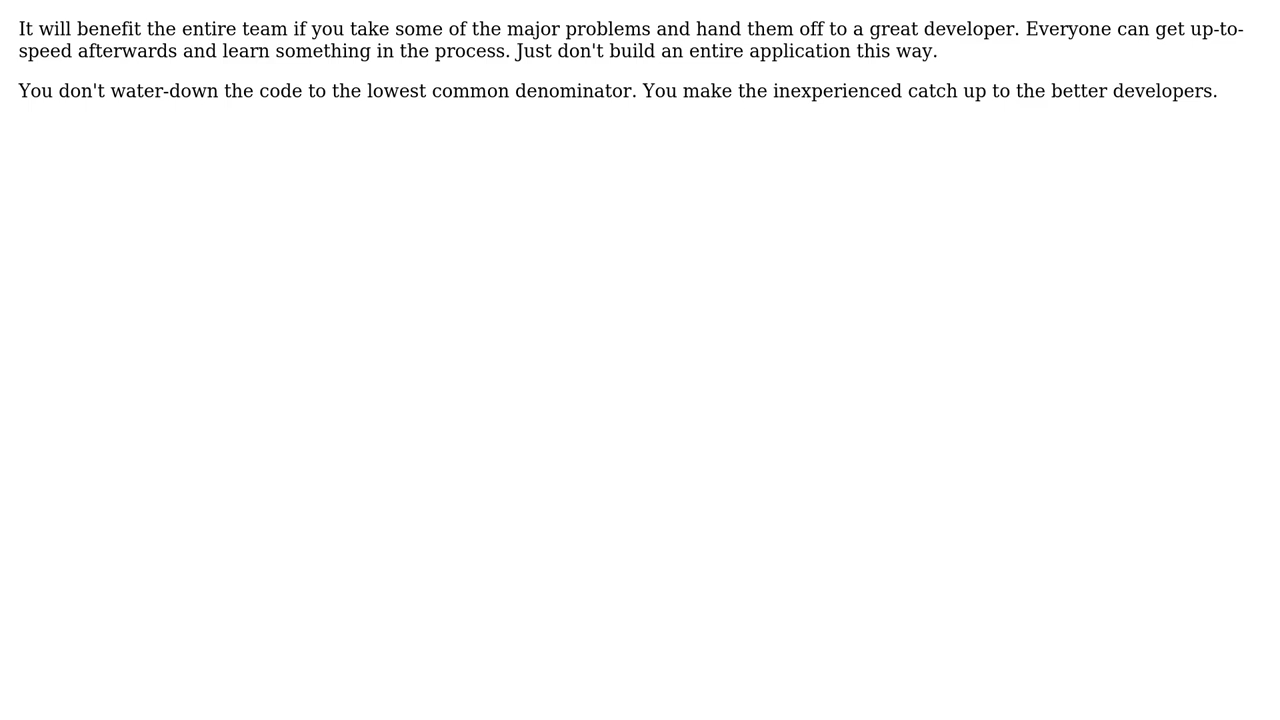 It will benefit the entire team if you take some of the major problems and hand them off to a great developer. Everyone can get up-to-
speed afterwards and learn something in the process. Just don't build an entire application this way.
You don't water-down the code to the lowest common denominator. You make the inexperienced catch up to the better developers.